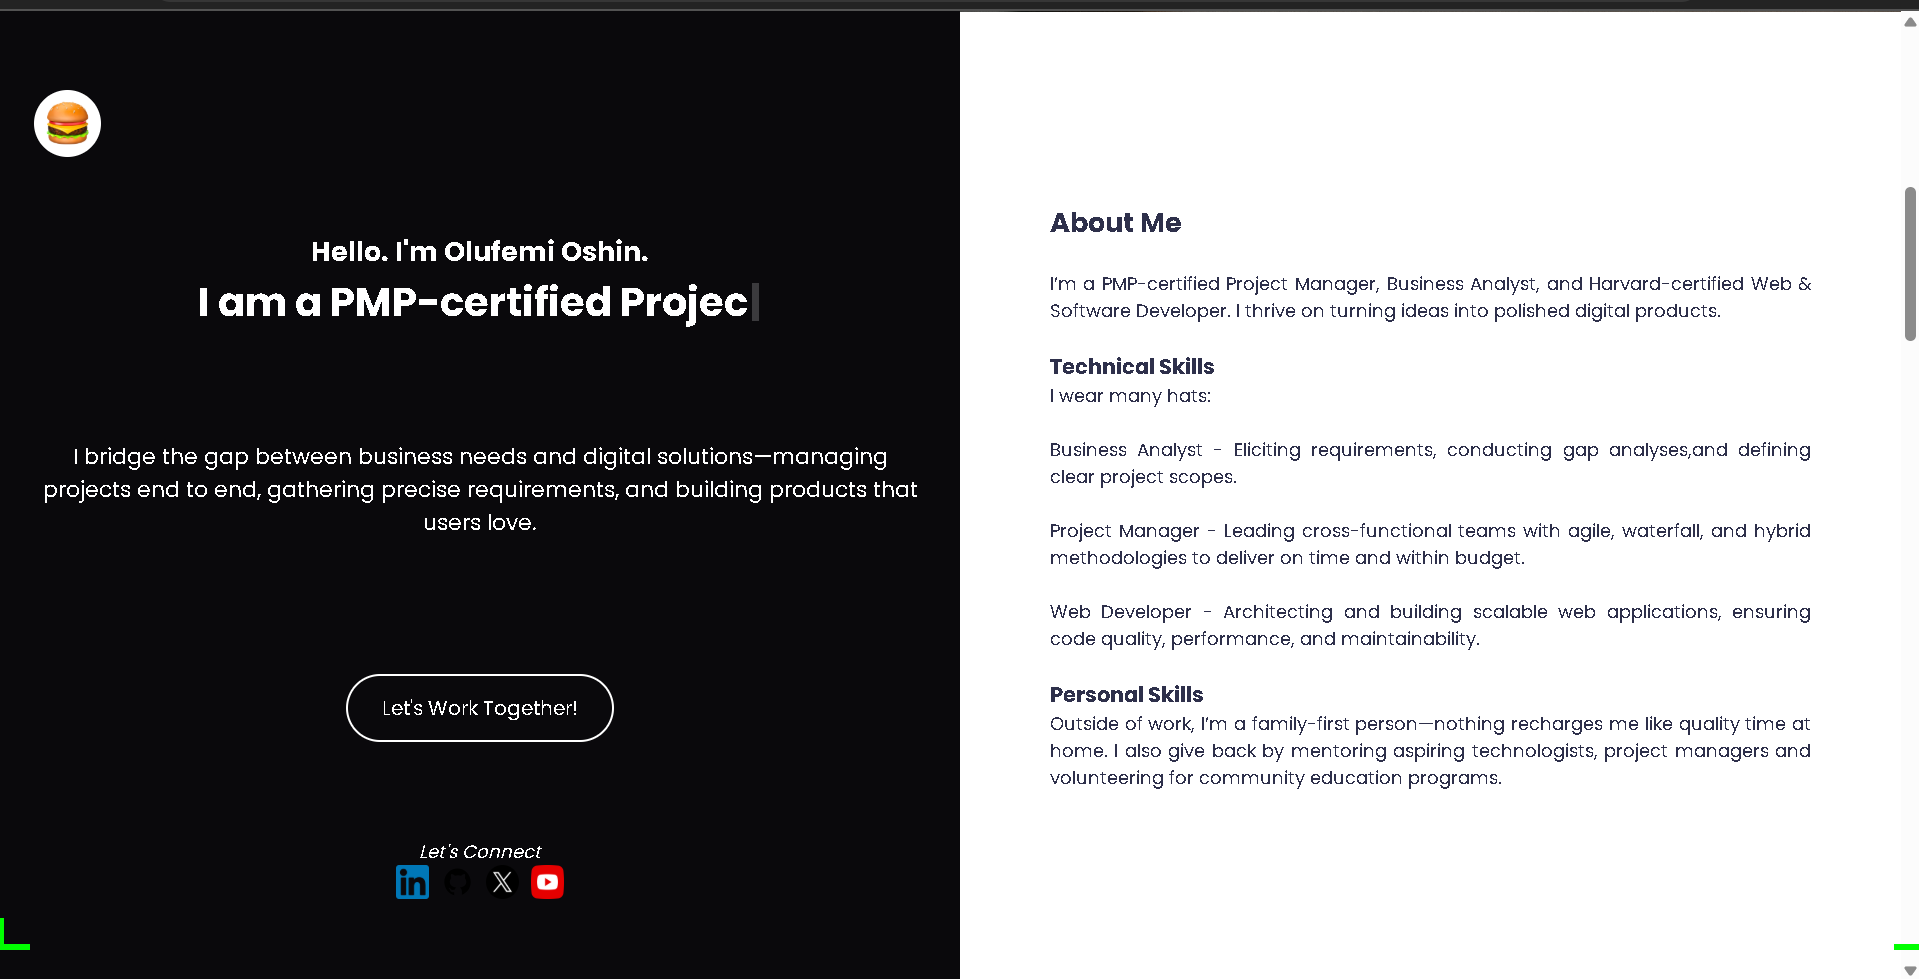 Hello. I'm Olufemi Oshin.
I am a PMP-certified Projec
I bridge the gap between business needs and digital solutions—managing
projects end to end, gathering precise requirements, and building products that
users love.
Let's Work Together!
Let's Connect
in
X
About Me
I’m a PMP-certified Project Manager, Business Analyst, and Harvard-certified Web &
Software Developer. I thrive on turning ideas into polished digital products.
Technical Skills
I wear many hats:
Business Analyst - Eliciting requirements, conducting gap analyses,and defining
clear project scopes.
Project Manager - Leading cross-functional teams with agile, waterfall, and hybrid
methodologies to deliver on time and within budget.
Web Developer - Architecting and building scalable web applications, ensuring
code quality, performance, and maintainability.
Personal Skills
Outside of work, I’m a family-first person—nothing recharges me like quality time at
home. I also give back by mentoring aspiring technologists, project managers and
volunteering for community education programs.